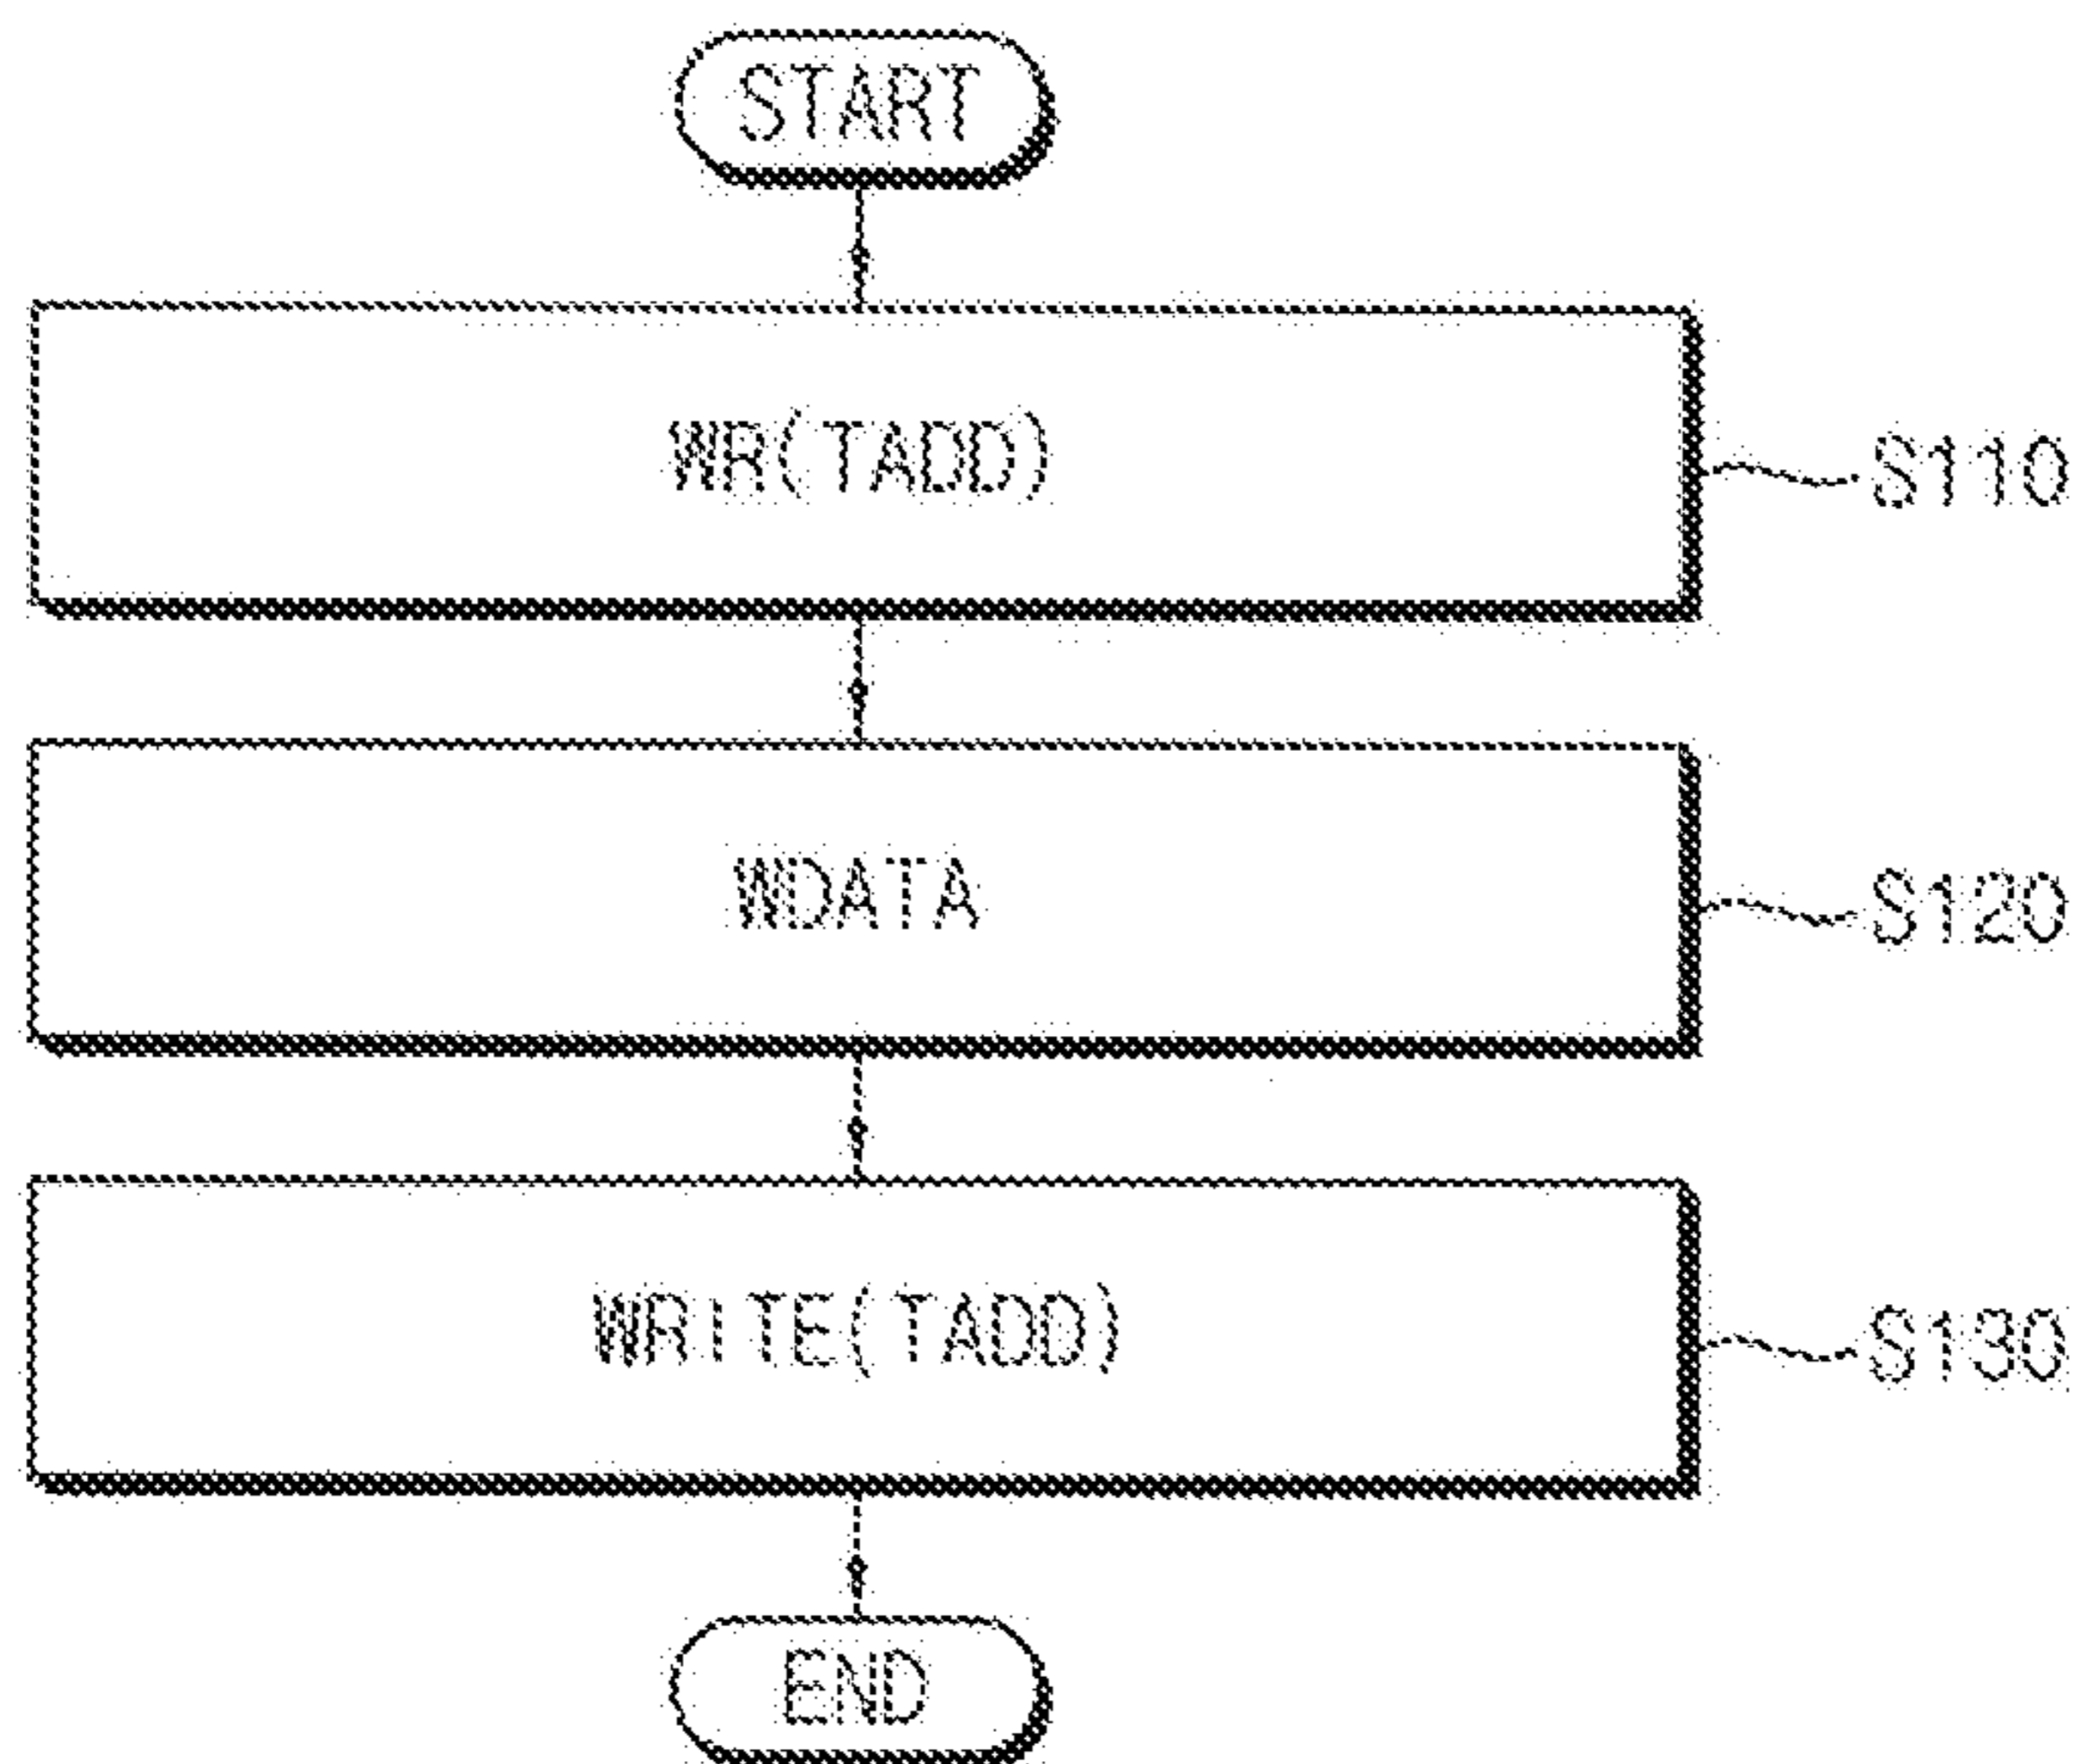 START
WR(TADD)
S110
WDATA
S120
WRITE(TADD)
S130
END